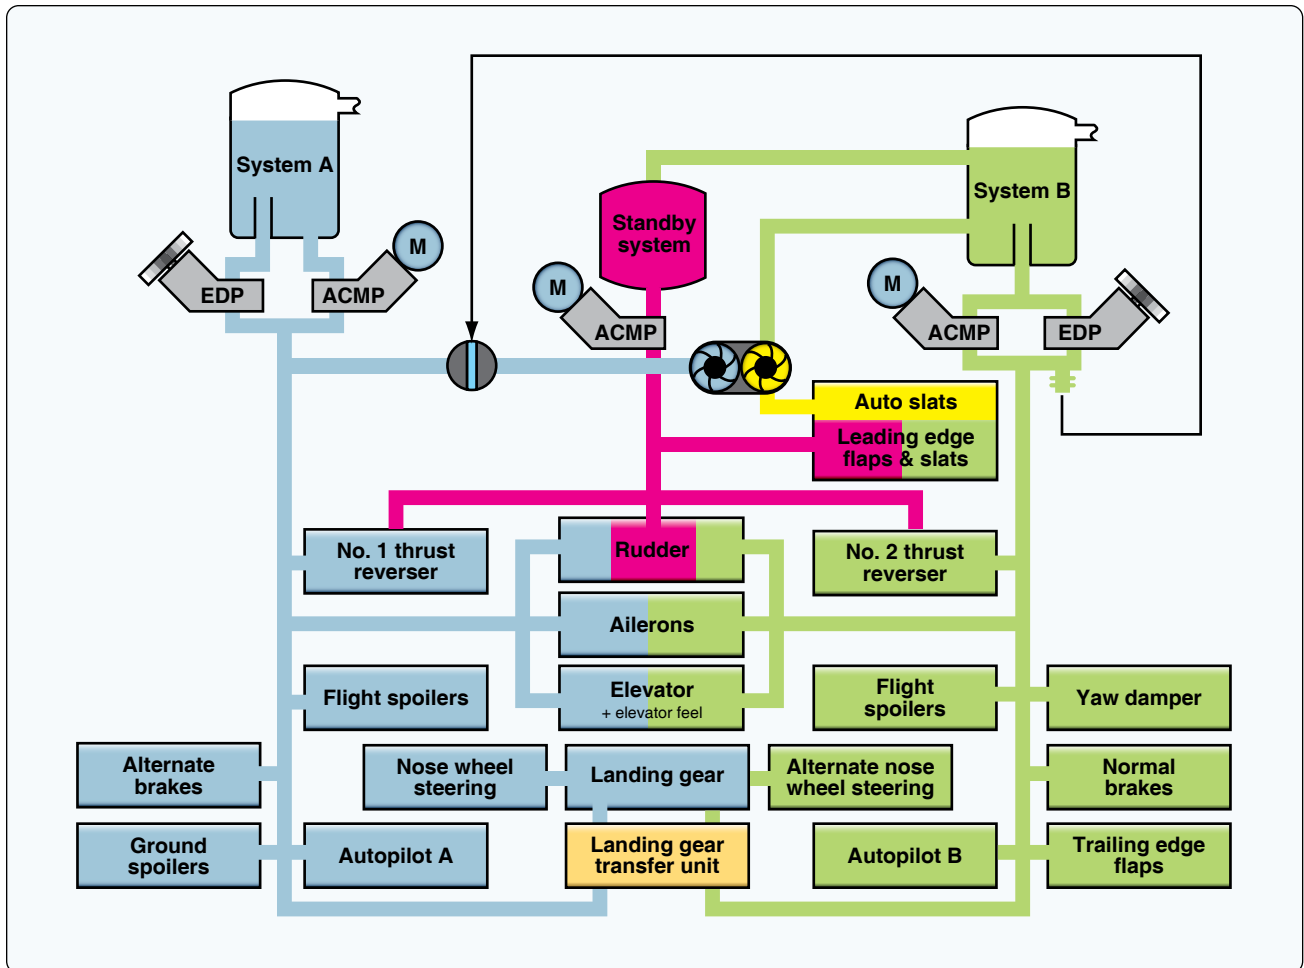 System A
System B
Standby
system
M
EDP
ACMP
M
ACMP
M
ACMP
EDP
Auto slats
Leading edge
flaps & slats
No. 1 thrust
reverser
Rudder
No. 2 thrust
reverser
Ailerons
Flight spoilers
Elevator
+ elevator feel
Flight
spoilers
Yaw damper
Alternate
brakes
Nose wheel
steering
Landing gear
Alternate nose
wheel steering
Normal
brakes
Ground
spoilers
Autopilot A
Landing gear
transfer unit
Autopilot B
Trailing edge
flaps